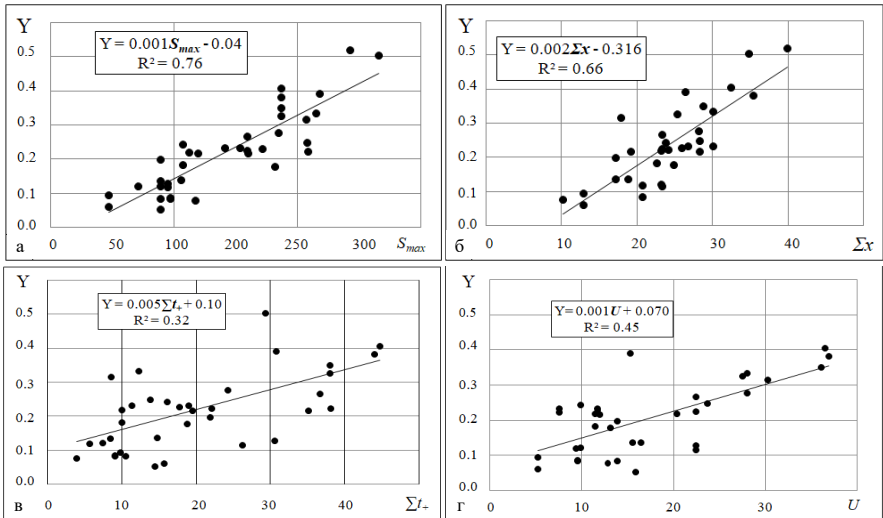 Y
Y = 0.001Smax - 0.04
R² = 0.76
0.5
0.4
0.3
0.2
0.1
0.0
0 50 100 200 250 300 Smax
а
Y
Y = 0.002Σx - 0.316
R² = 0.66
0.5
0.4
0.3
0.2
0.1
0.0
0 10 20 30 40 Σx
б
Y
Y = 0.005∑t+ + 0.10
R² = 0.32
0.5
0.4
0.3
0.2
0.1
0.0
0 10 20 30 40 ∑t+
в
Y
Y= 0.001U + 0.070
R² = 0.45
0.5
0.4
0.3
0.2
0.1
0.0
0 10 20 30 U
г